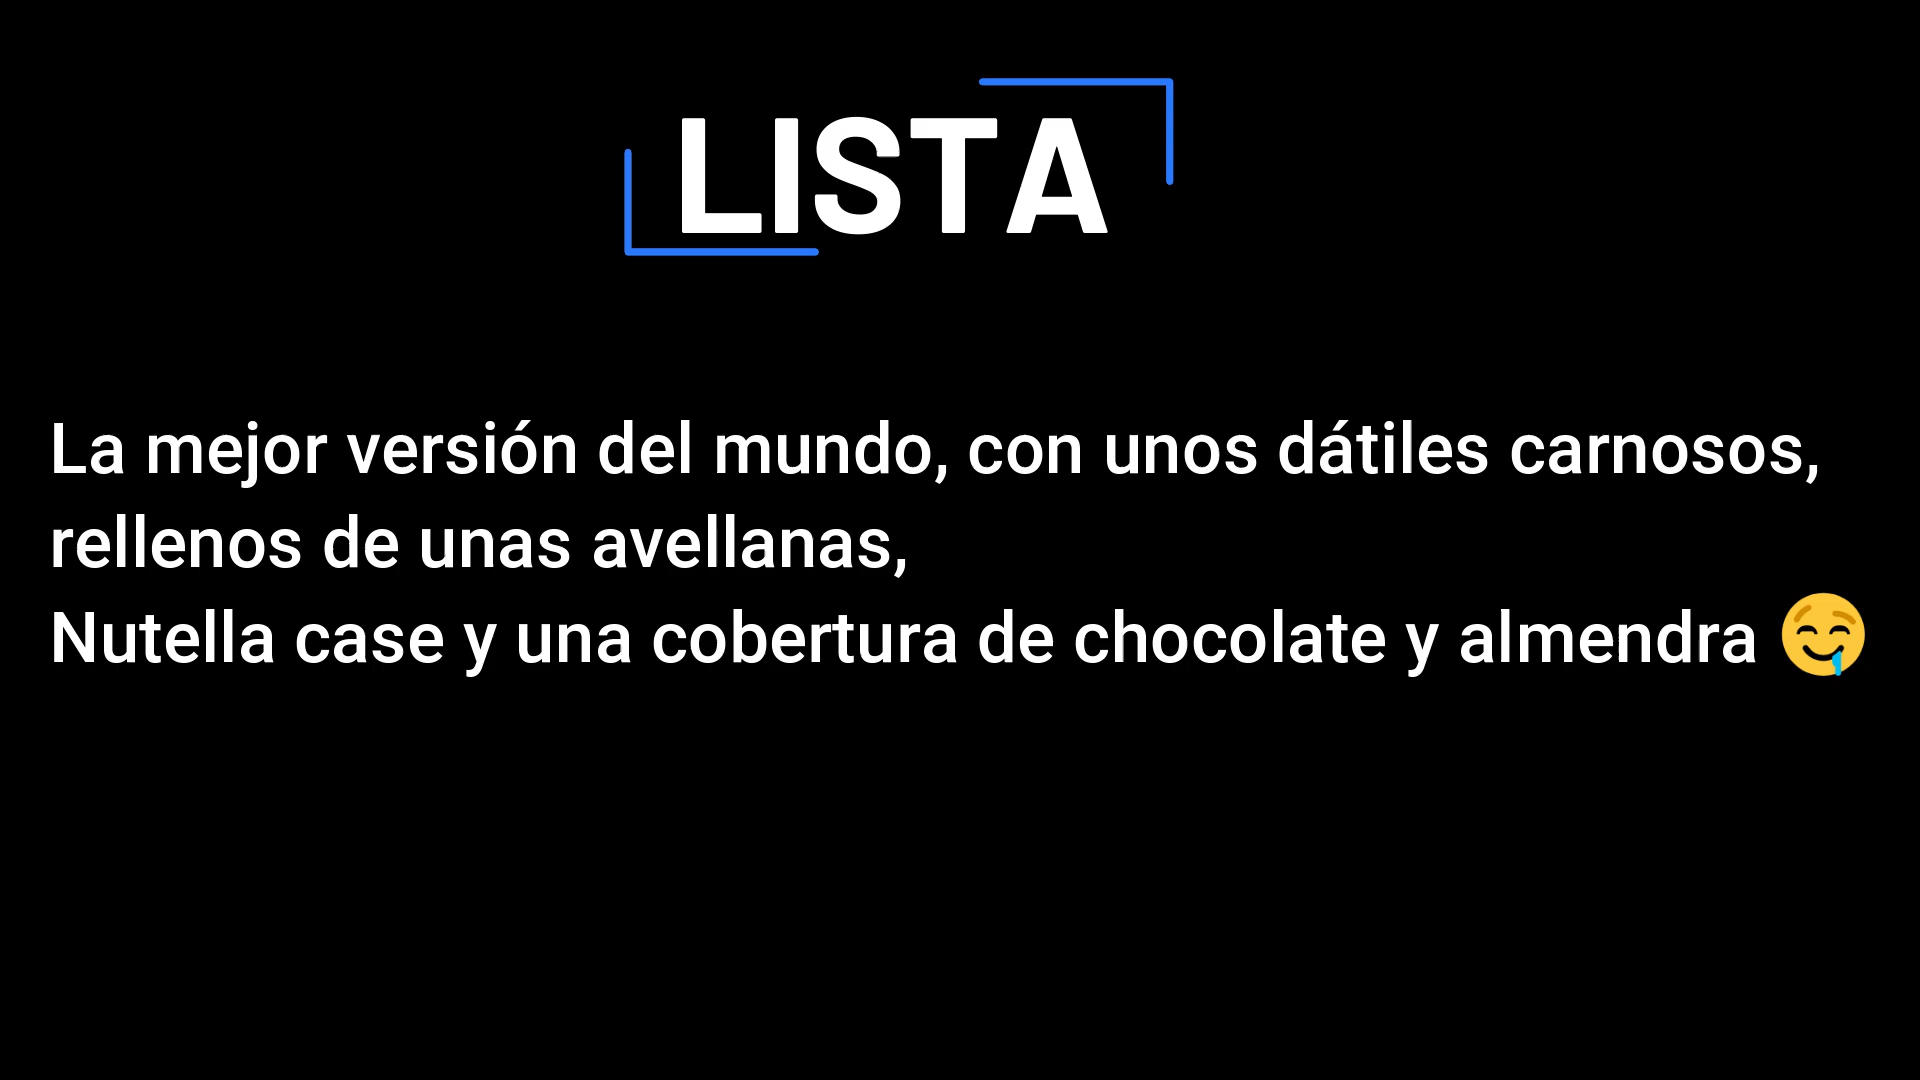 LISTA
La mejor versión del mundo, con unos dátiles carnosos,
rellenos de unas avellanas,
Nutella case y una cobertura de chocolate y almendra 🤤